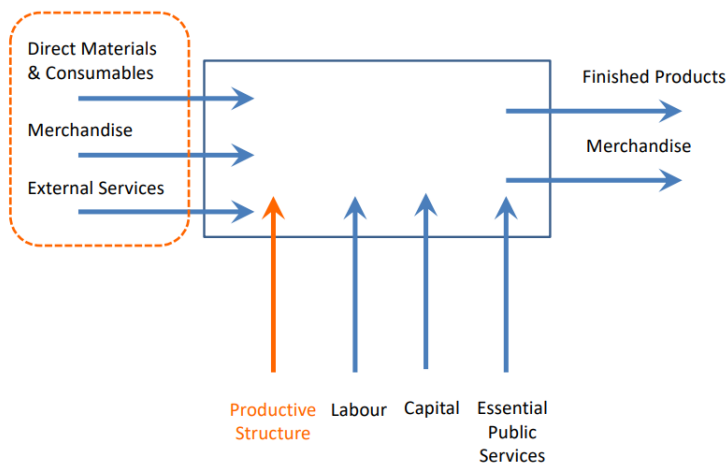 Direct Materials
& Consumables
Finished Products
Merchandise
Merchandise
External Services
Productive
Structure
Labour
Capital
Essential
Public
Services